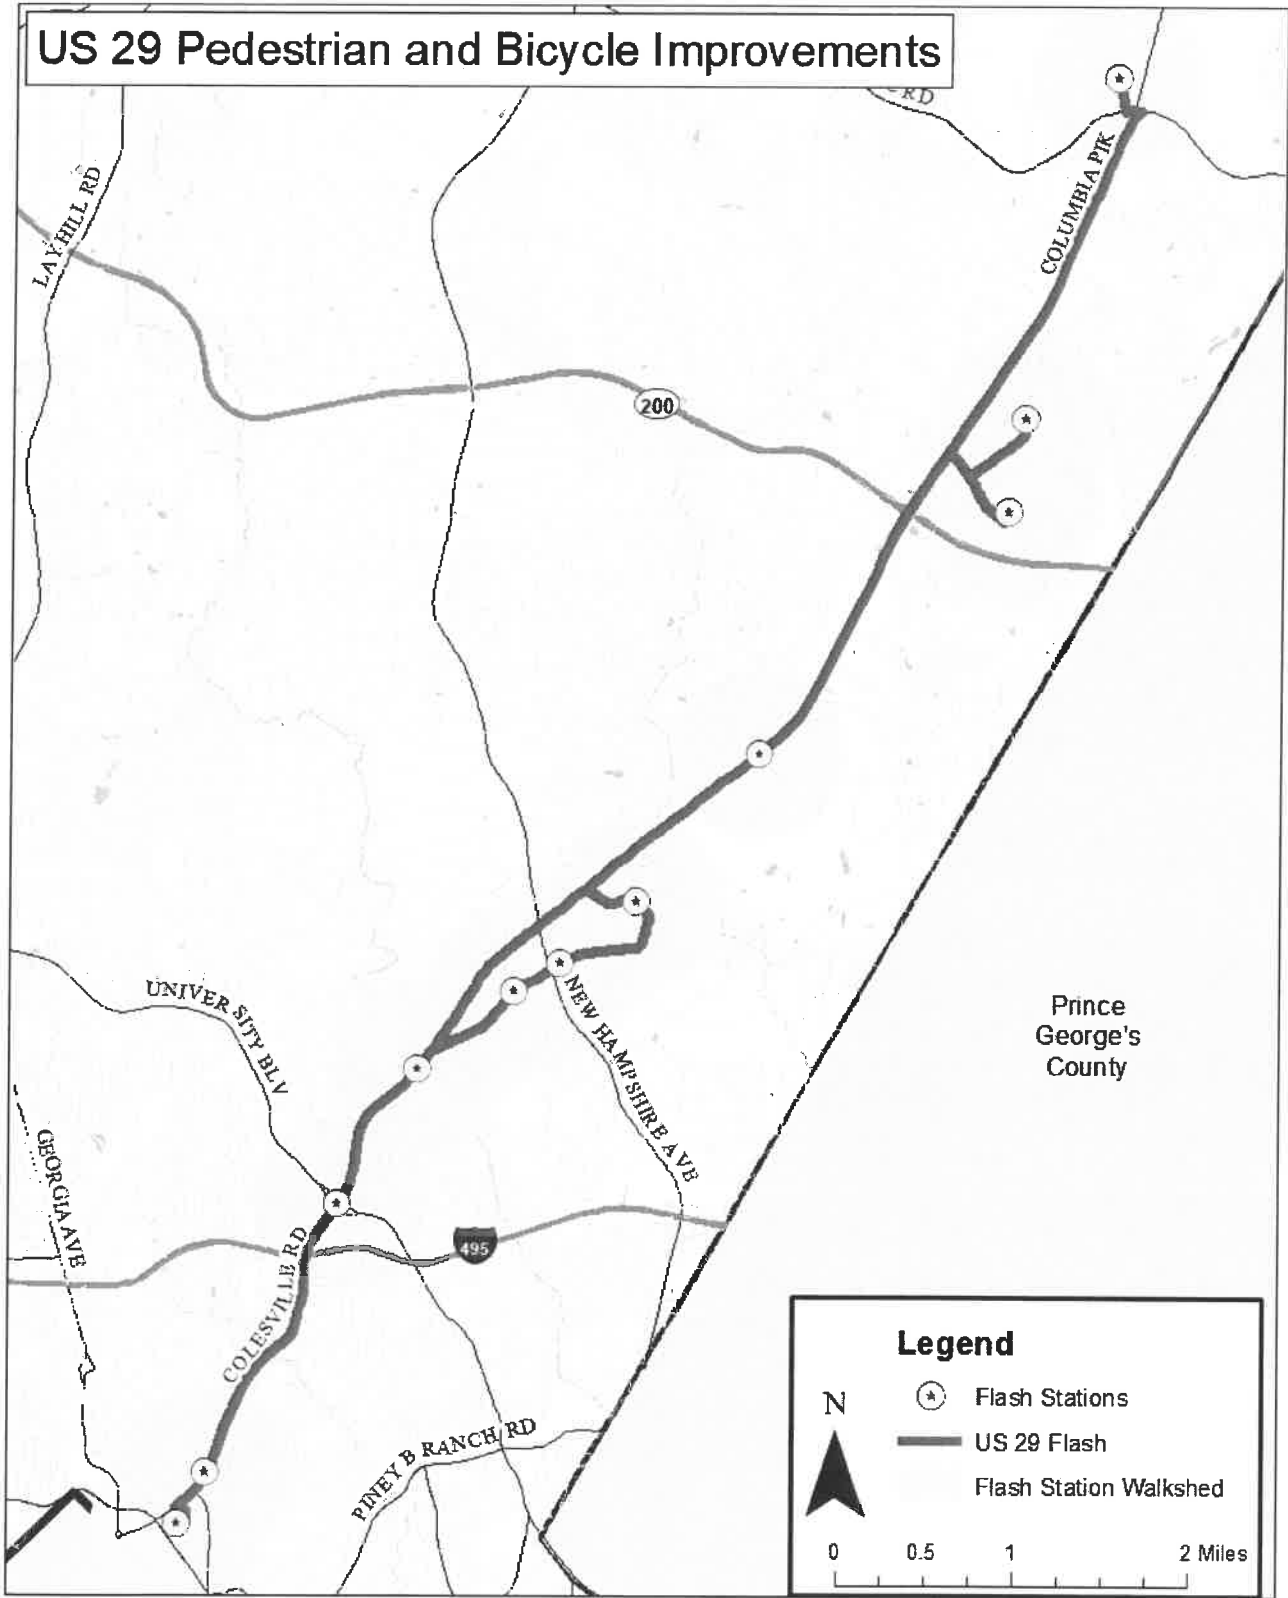 US 29 Pedestrian and Bicycle Improvements
RD
COLUMBIA PIK
LAYHILL RD
200
UNIVERSITY BLV
NEW HAMPSHIRE AVE
Prince
George's
County
GEORGIA AVE
495
COLESVILLE RD
PINEY BRANCH RD
Legend
Flash Stations
US 29 Flash
Flash Station Walkshed
N
0 0.5 1 2 Miles